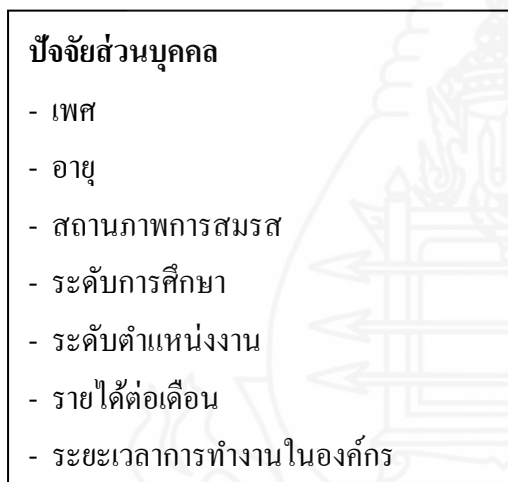 ปัจจัยส่วนบุคคล
- เพศ
- อายุ
- สถานภาพการสมรส
- ระดับการศึกษา
- ระดับตำแหน่งงาน
- รายได้ต่อเดือน
- ระยะเวลาการทำงานในองค์กร